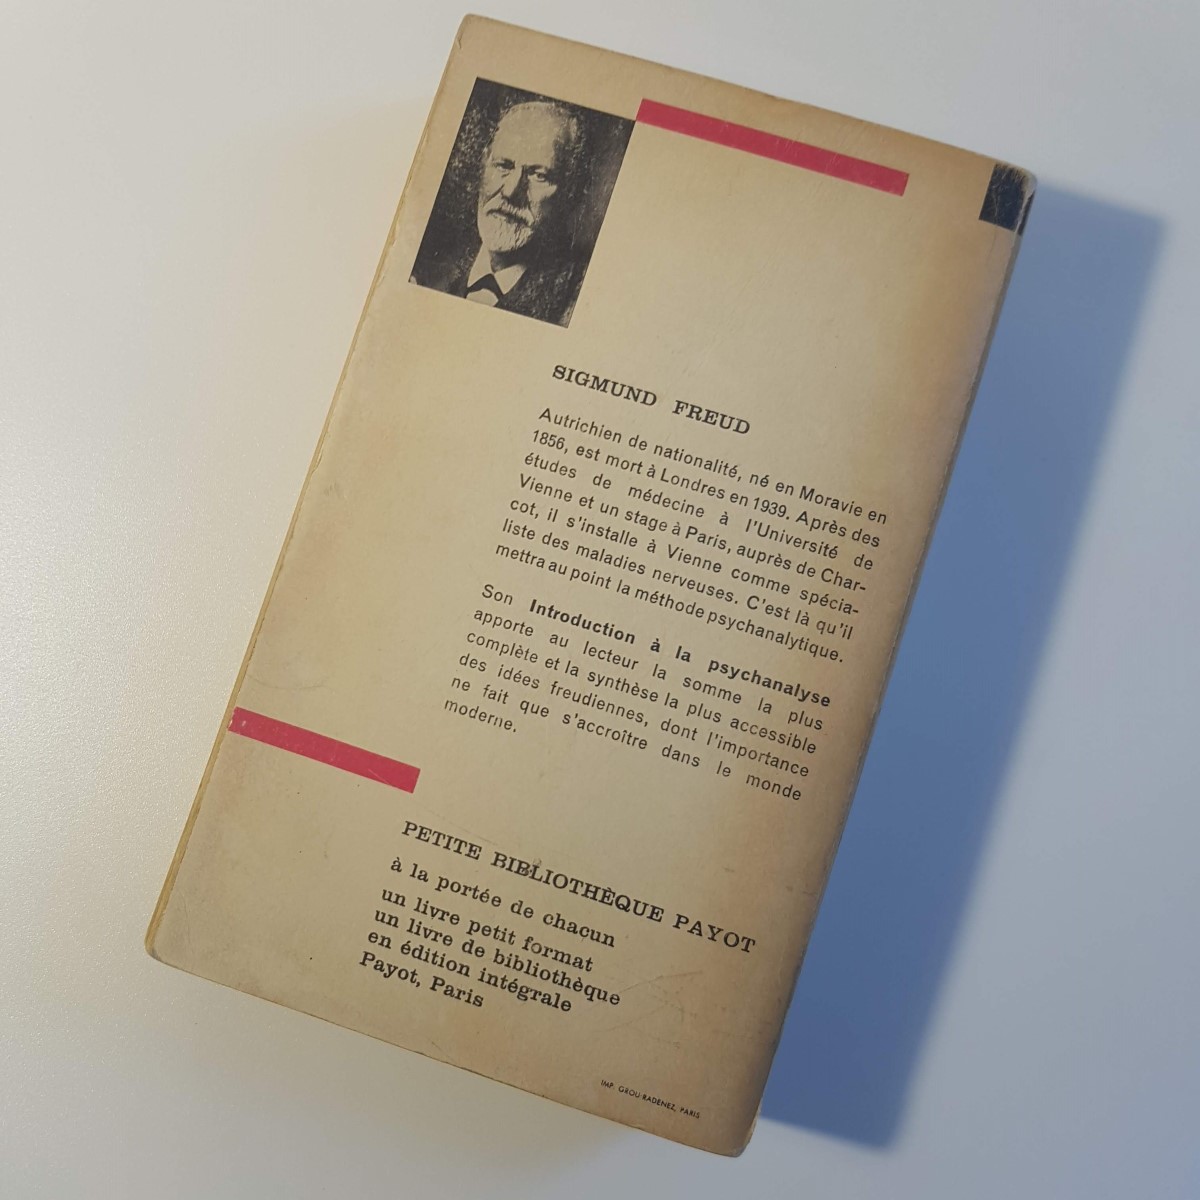 SIGMUND FREUD
Autrichien de nationalité, né en Moravie en
1856, est mort à Londres en 1939. Après des
études de médecine à l'Université de
Vienne et un stage à Paris, auprès de Char-
cot, il s'installe à Vienne comme spécia-
liste des maladies nerveuses. C'est là qu'il
mettra au point la méthode psychanalytique.
Son Introduction à la psychanalyse
apporte au lecteur la somme la plus
complète et la synthèse la plus accessible
des idées freudiennes, dont l'importance
ne fait que s'accroître dans le monde
moderne.
PETITE BIBLIOTHÈQUE PAYOT
à la portée de chacun
un livre petit format
un livre de bibliothèque
en édition intégrale
Payot, Paris
IMP. GROU-RADENEZ, PARIS